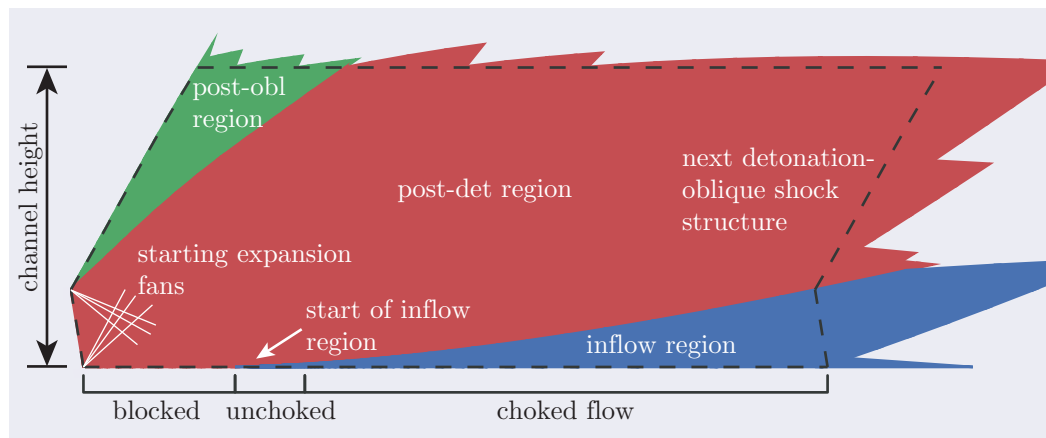 post-obl
region
channel height
post-det region
next detonation-
oblique shock
structure
starting expansion
fans
start of inflow
region
inflow region
blocked
unchoked
choked flow